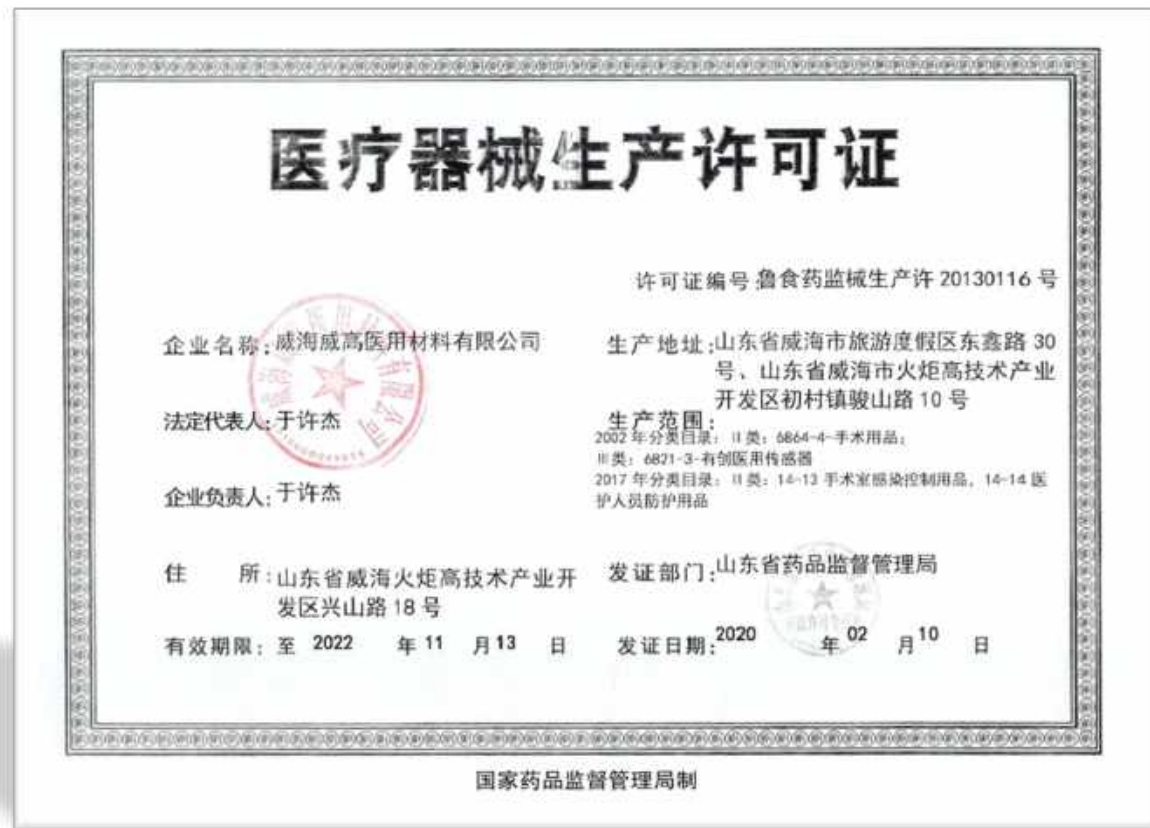 医疗器械生产许可证
许可证编号:鲁食药监械生产许 20130116 号
企业名称:威海威高医用材料有限公司
法定代表人:于许杰
企业负责人:于许杰
住 所:山东省威海火炬高技术产业开
发区兴山路 18 号
有效期限: 至 2022 年 11 月 13 日
生产地址:山东省威海市旅游度假区东鑫路 30
号、山东省威海市火炬高技术产业
开发区初村镇骏山路 10 号
生产范围:
2002 年分类目录: II 类: 6864-4-手术用品;
III 类: 6821-3-有创医用传感器
2017 年分类目录: II 类: 14-13 手术室感染控制用品, 14-14 医
护人员防护用品
发证部门:山东省药品监督管理局
发证日期:2020 年 02 月 10 日
国家药品监督管理局制